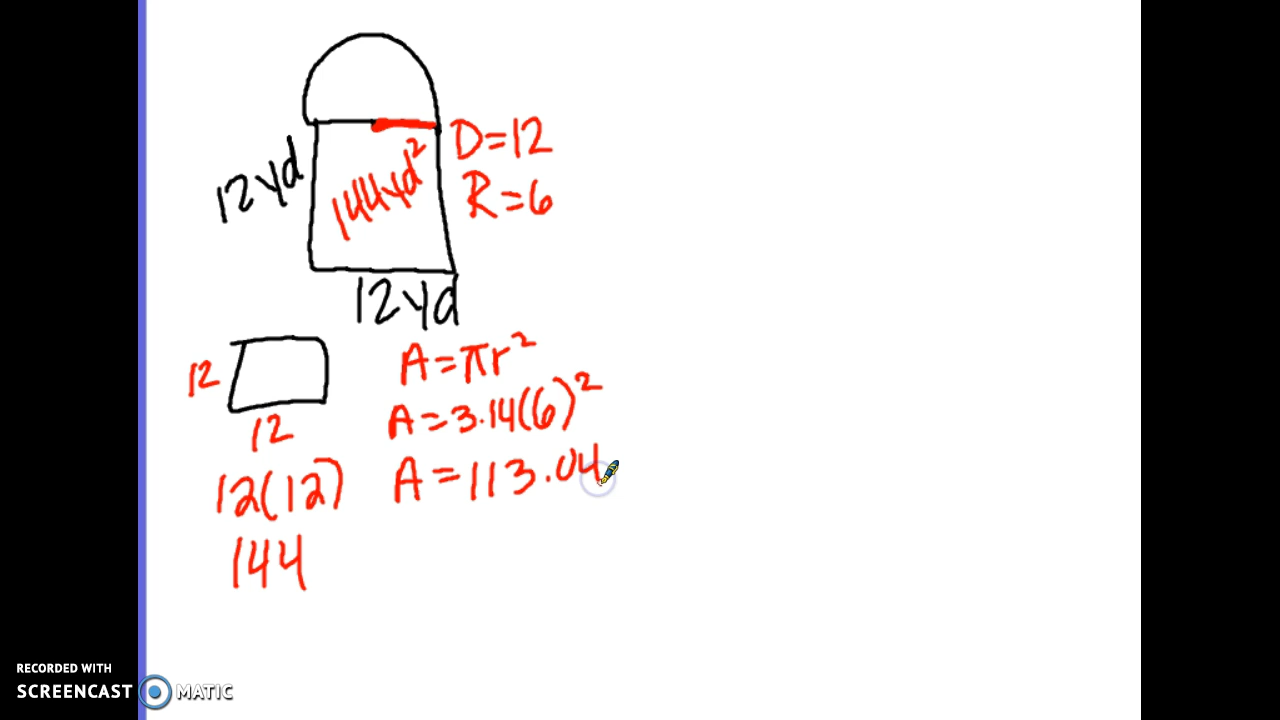 12yd
144yd²
D=12
R=6
12yd
12
12
12(12)
144
A=πr²
A=3.14(6)²
A=113.04
RECORDED WITH
SCREENCAST MATIC